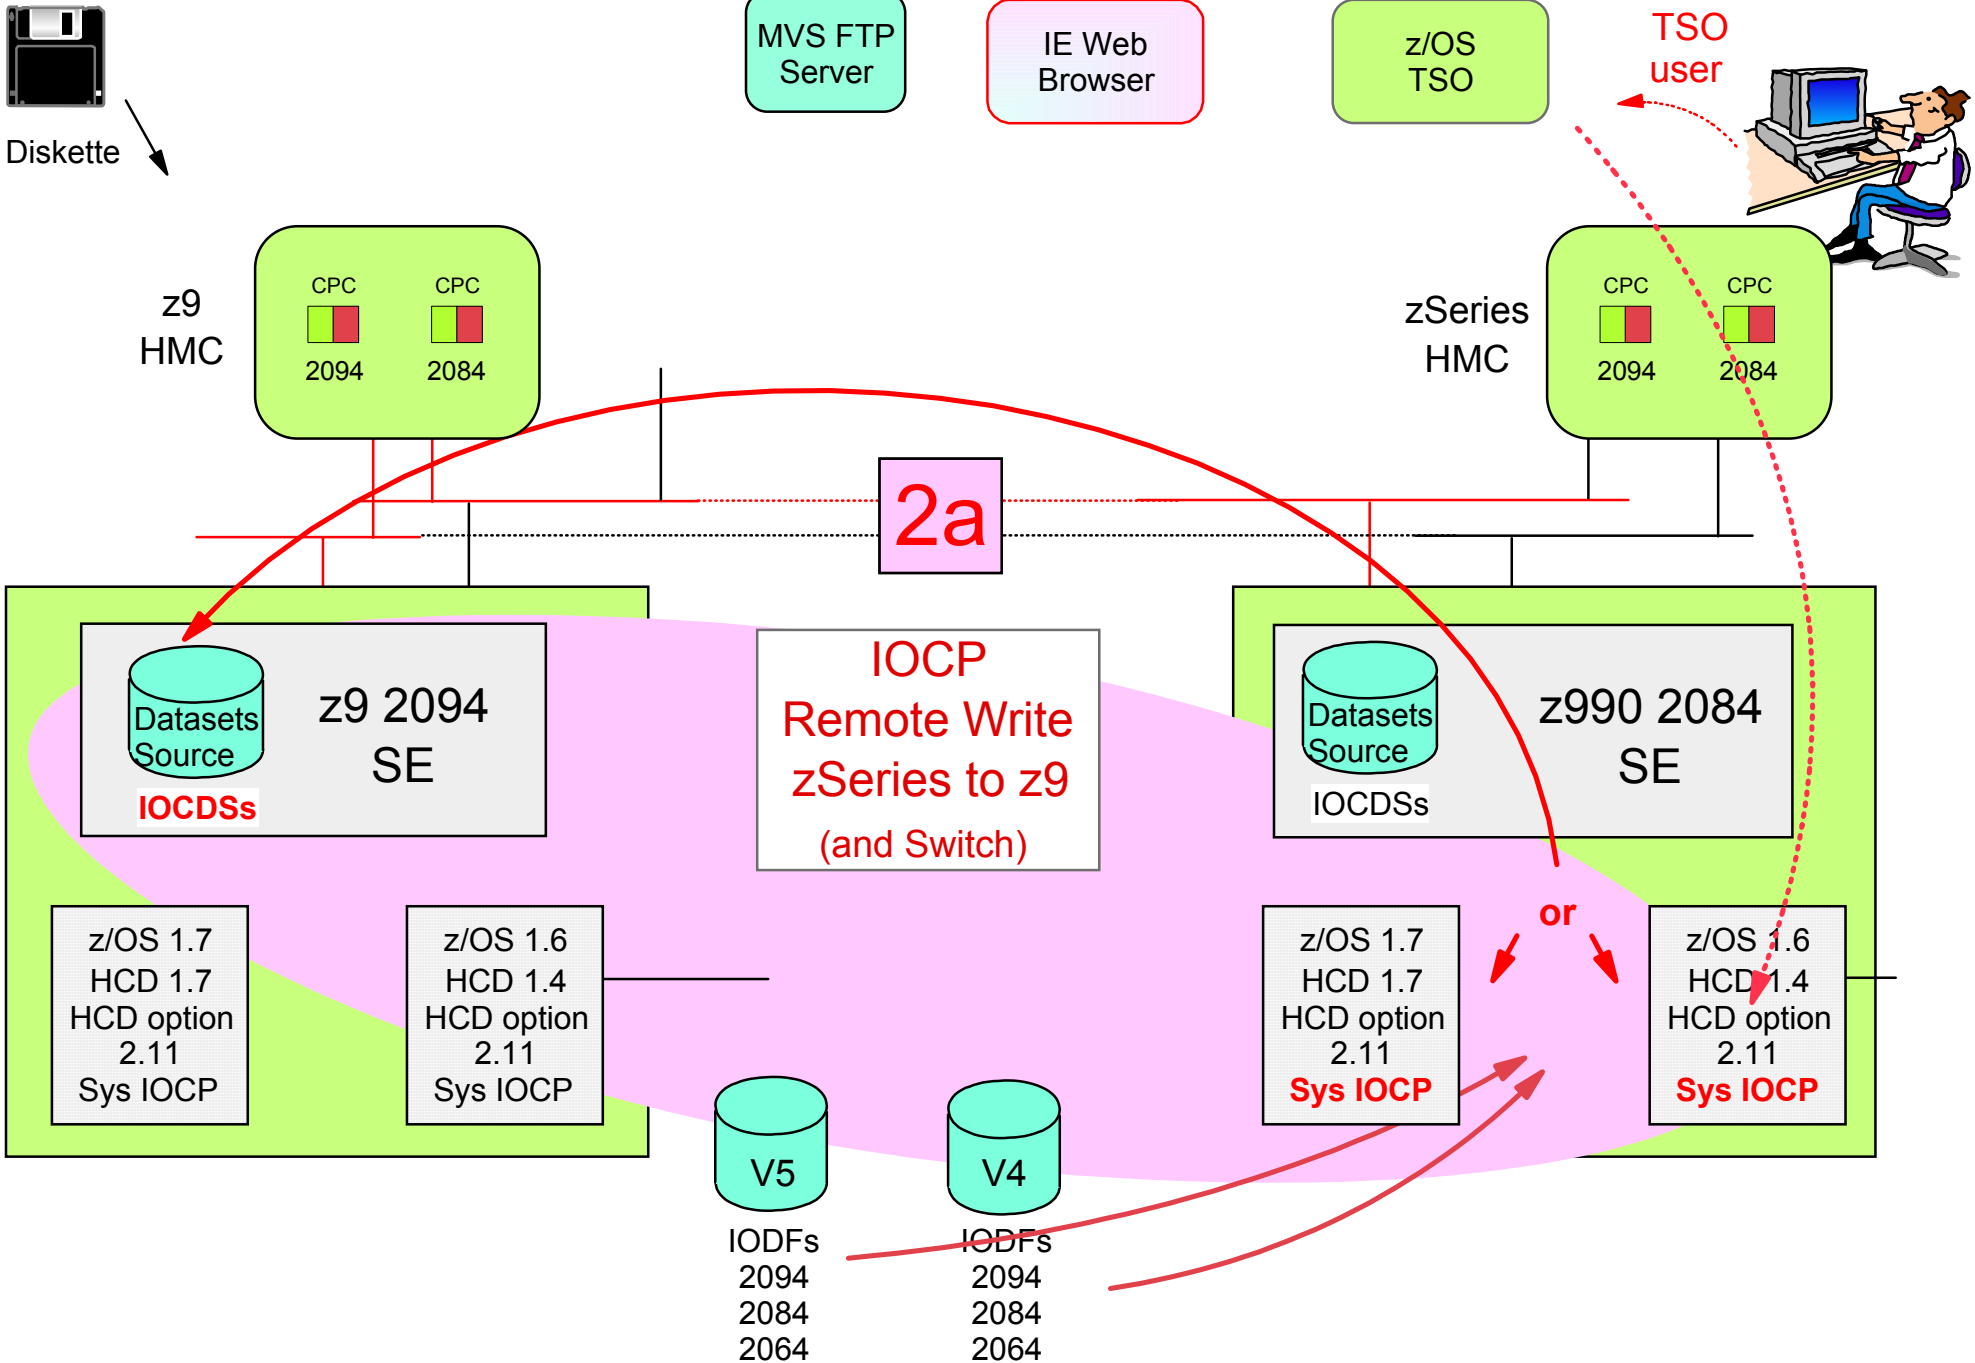 Diskette
MVS FTP
Server
IE Web
Browser
z/OS
TSO
TSO
user
z9
HMC
CPC
CPC
2094
2084
zSeries
HMC
CPC
CPC
2094
2084
2a
Datasets
Source
IOCDSs
z9 2094
SE
IOCP
Remote Write
zSeries to z9
(and Switch)
Datasets
Source
IOCDSs
z990 2084
SE
or
z/OS 1.7
HCD 1.7
HCD option
2.11
Sys IOCP
z/OS 1.6
HCD 1.4
HCD option
2.11
Sys IOCP
z/OS 1.7
HCD 1.7
HCD option
2.11
Sys IOCP
z/OS 1.6
HCD 1.4
HCD option
2.11
Sys IOCP
V5
IODFs
2094
2084
2064
V4
IODFs
2094
2084
2064